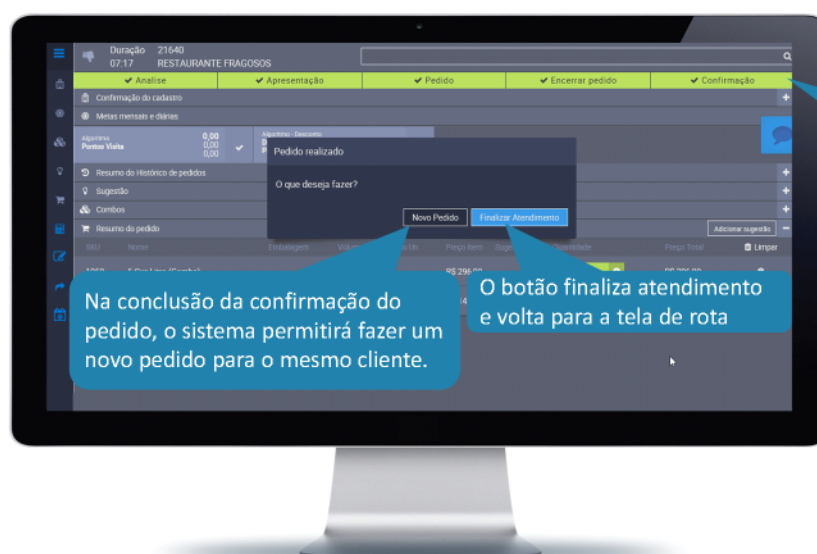 Duração 21640
07:17 RESTAURANTE FRAGOSOS
Analise
Apresentação
Pedido
Encerrar pedido
Confirmação
Confirmação do cadastro
Metas mensais e diárias
Algoritmo
Pontos Visita
0,00
0,00
0,00
Algoritmo - Desconto
Pedido realizado
O que deseja fazer?
Novo Pedido
Finalizar Atendimento
Resumo do Histórico de pedidos
Sugestão
Combos
Resumo do pedido
Adicionar sugestão
SKU Nome Embalagem Preço Item Quantidade Preço Total Limpar
Na conclusão da confirmação do
pedido, o sistema permitirá fazer um
novo pedido para o mesmo cliente.
O botão finaliza atendimento
e volta para a tela de rota